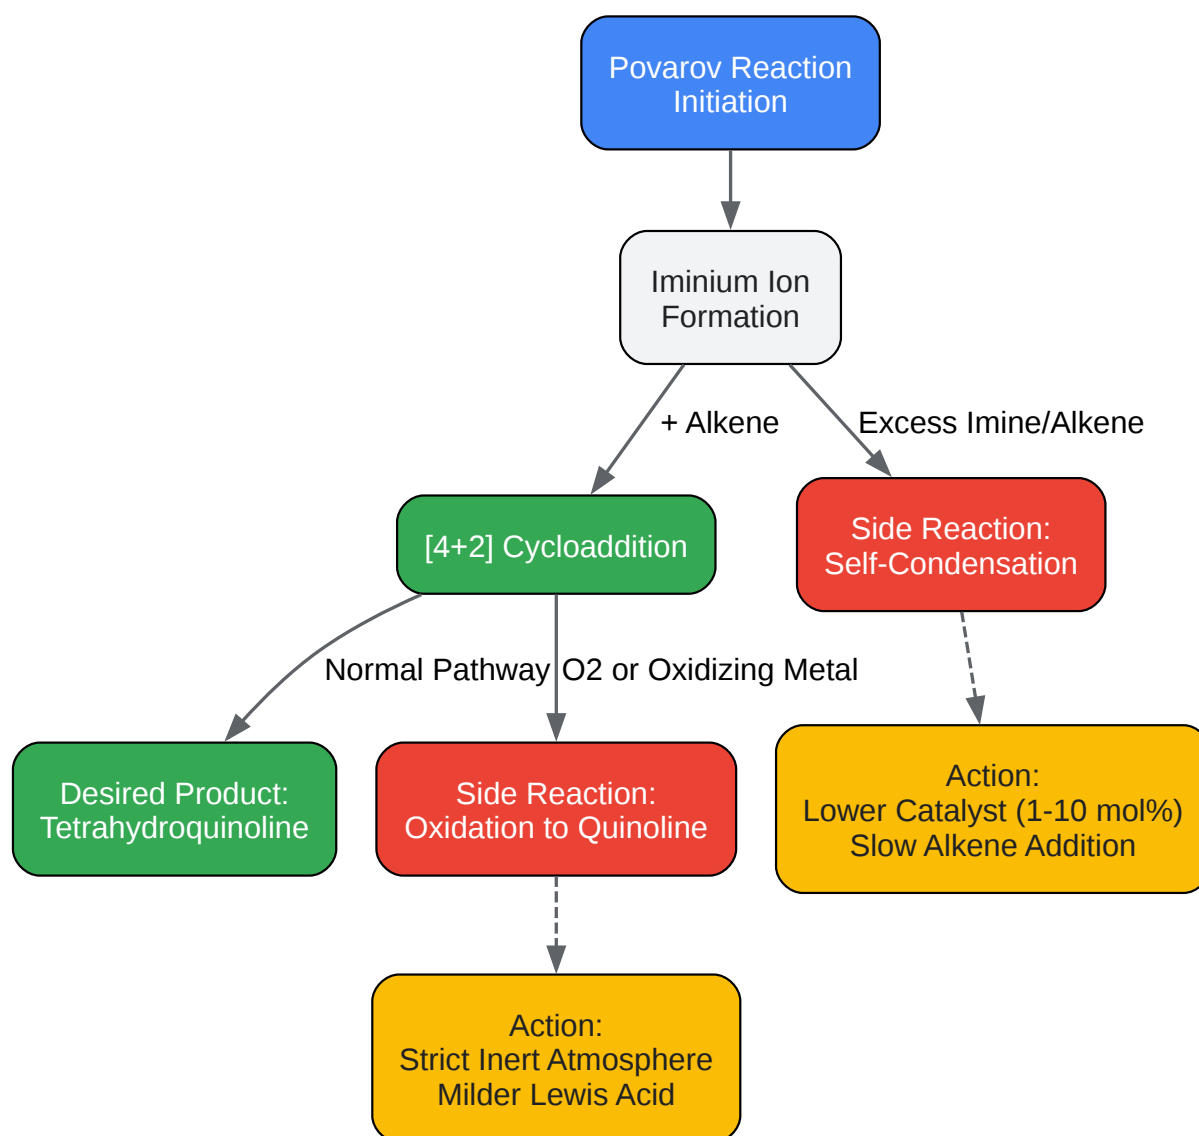 Povarov Reaction
Initiation
Iminium Ion
Formation
+ Alkene
Excess Imine/Alkene
[4+2] Cycloaddition
Side Reaction:
Self-Condensation
Normal Pathway
O2 or Oxidizing Metal
Desired Product:
Tetrahydroquinoline
Side Reaction:
Oxidation to Quinoline
Action:
Lower Catalyst (1-10 mol%)
Slow Alkene Addition
Action:
Strict Inert Atmosphere
Milder Lewis Acid